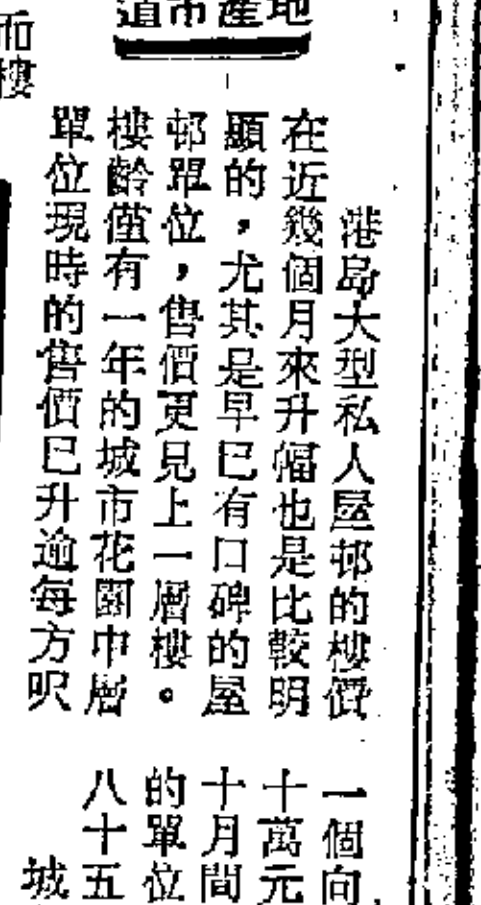 地產市道
港島大型私人屋邨的樓價
在近幾個月來升幅也是比較明
顯的，尤其是早已有口碑的屋
邨單位，售價更見上一層樓。
樓齡僅有一年的城市花園中層
單位現時的售價已升逾每方呎
而樓
一個向
十萬元
十月間
的單位
八十五
城